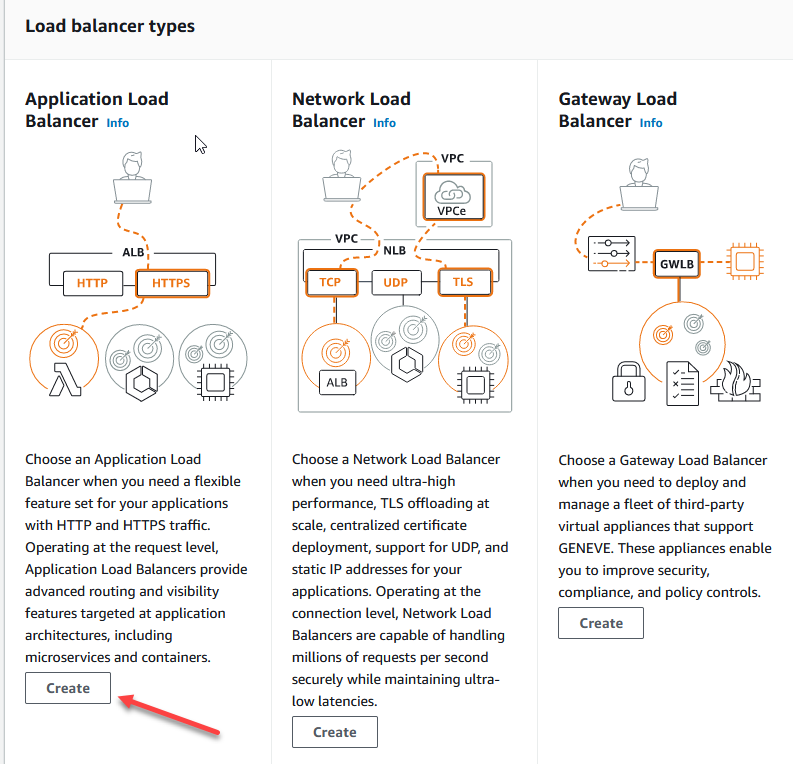 Load balancer types
Application Load
Balancer Info
ALB
HTTP
HTTPS
Choose an Application Load
Balancer when you need a flexible
feature set for your applications
with HTTP and HTTPS traffic.
Operating at the request level,
Application Load Balancers provide
advanced routing and visibility
features targeted at application
architectures, including
microservices and containers.
Create
Network Load
Balancer Info
VPC
VPCe
VPC
NLB
TCP
UDP
TLS
ALB
Choose a Network Load Balancer
when you need ultra-high
performance, TLS offloading at
scale, centralized certificate
deployment, support for UDP, and
static IP addresses for your
applications. Operating at the
connection level, Network Load
Balancers are capable of handling
millions of requests per second
securely while maintaining ultra-
low latencies.
Create
Gateway Load
Balancer Info
GWLB
Choose a Gateway Load Balancer
when you need to deploy and
manage a fleet of third-party
virtual appliances that support
GENEVE. These appliances enable
you to improve security,
compliance, and policy controls.
Create